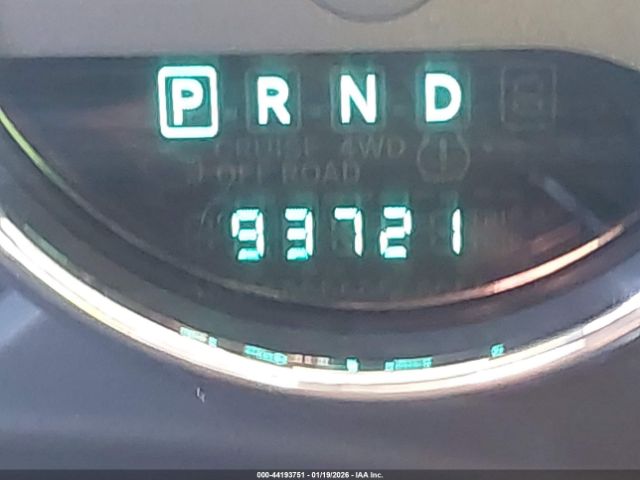 P R N D
CRUISE 4WD
OFF ROAD
93721
000-44193751 - 01/19/2026 - IAA Inc.